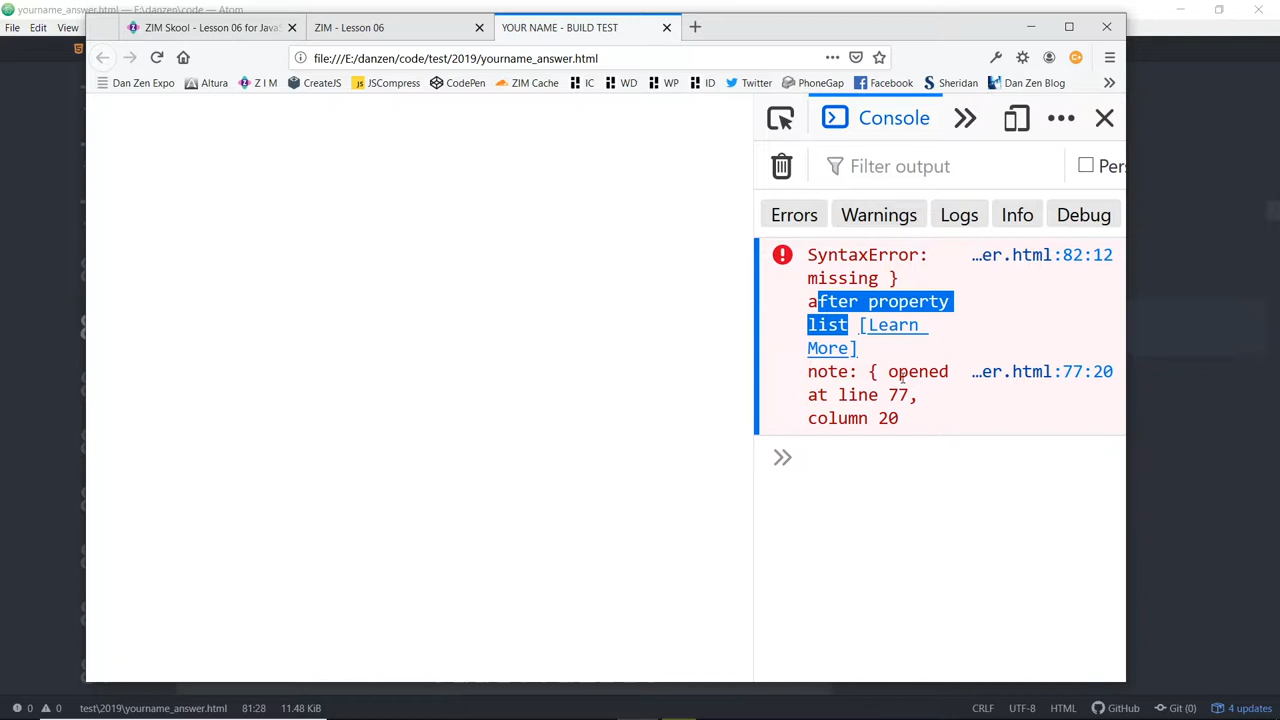 yourname_answer.html — E:\danzen\code — Atom
File Edit View
ZIM Skool - Lesson 06 for JavaS
ZIM - Lesson 06
YOUR NAME - BUILD TEST
file:///E:/danzen/code/test/2019/yourname_answer.html
Dan Zen Expo Altura Z I M CreateJS JSCompress CodePen ZIM Cache IC WD WP ID Twitter PhoneGap Facebook Sheridan Dan Zen Blog
Console
Filter output
Pers
Errors Warnings Logs Info Debug
SyntaxError: …er.html:82:12
missing }
after property
list [Learn
More]
note: { opened …er.html:77:20
at line 77,
column 20
0 0 test\2019\yourname_answer.html 81:28 11.48 KiB CRLF UTF-8 HTML GitHub Git (0) 4 updates